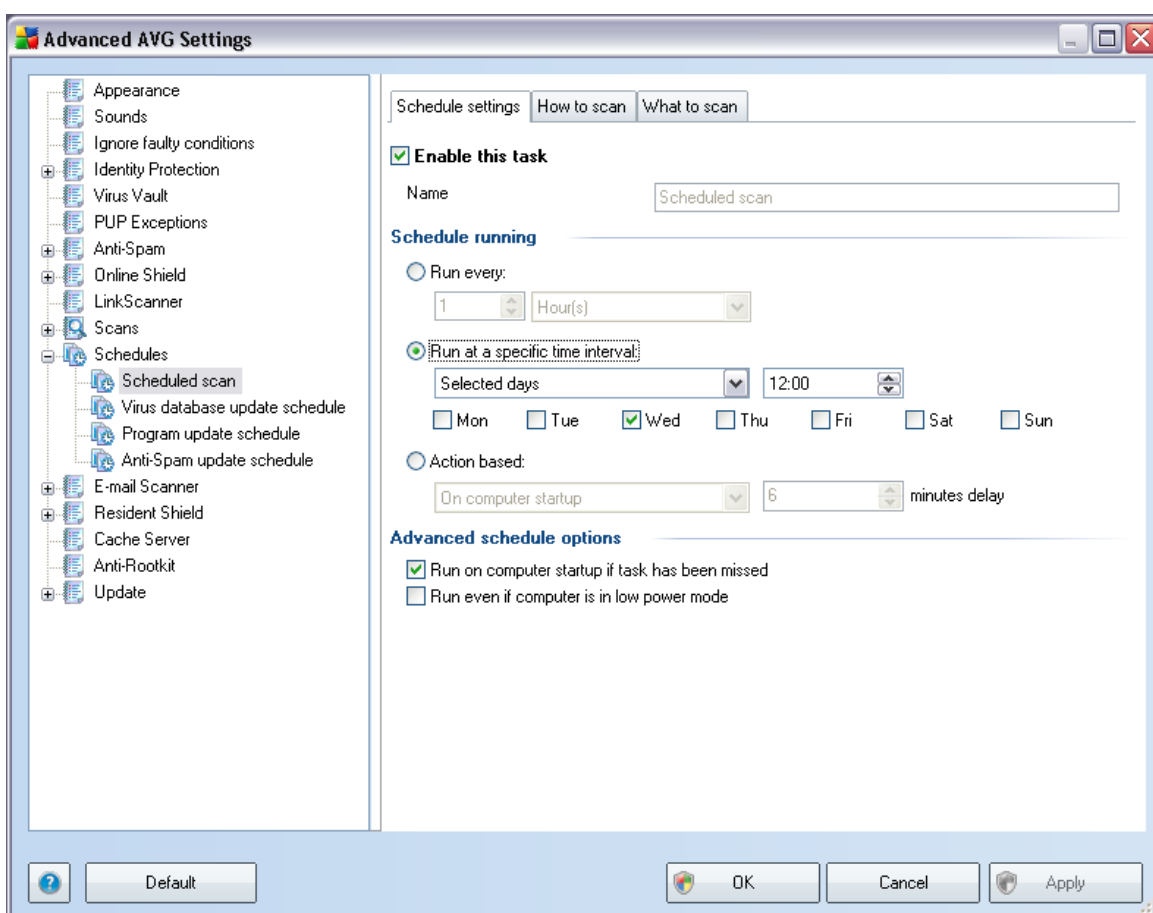 Advanced AVG Settings
Appearance
Sounds
Ignore faulty conditions
Identity Protection
Virus Vault
PUP Exceptions
Anti-Spam
Online Shield
LinkScanner
Scans
Schedules
Scheduled scan
Virus database update schedule
Program update schedule
Anti-Spam update schedule
E-mail Scanner
Resident Shield
Cache Server
Anti-Rootkit
Update
Schedule settings How to scan What to scan
Enable this task
Name Scheduled scan
Schedule running
Run every:
1 Hour(s)
Run at a specific time interval:
Selected days 12:00
Mon Tue Wed Thu Fri Sat Sun
Action based:
On computer startup 6 minutes delay
Advanced schedule options
Run on computer startup if task has been missed
Run even if computer is in low power mode
? Default OK Cancel Apply